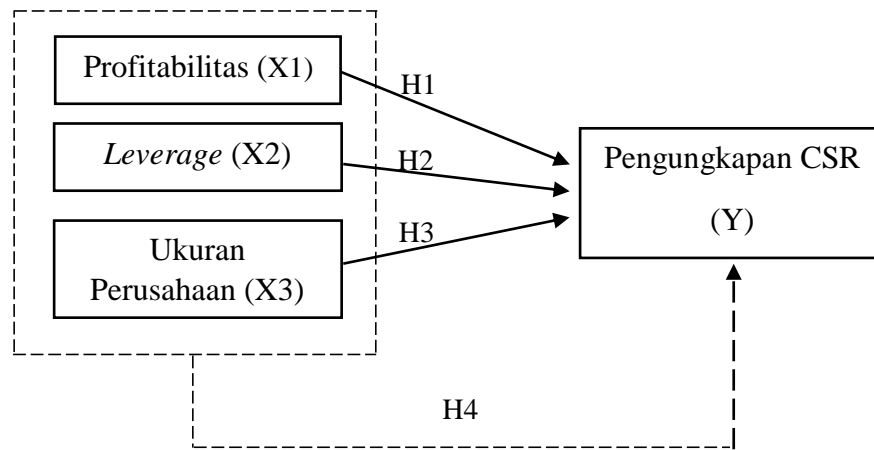 Profitabilitas (X1)
H1
Leverage (X2)
H2
Pengungkapan CSR
(Y)
H3
Ukuran
Perusahaan (X3)
H4